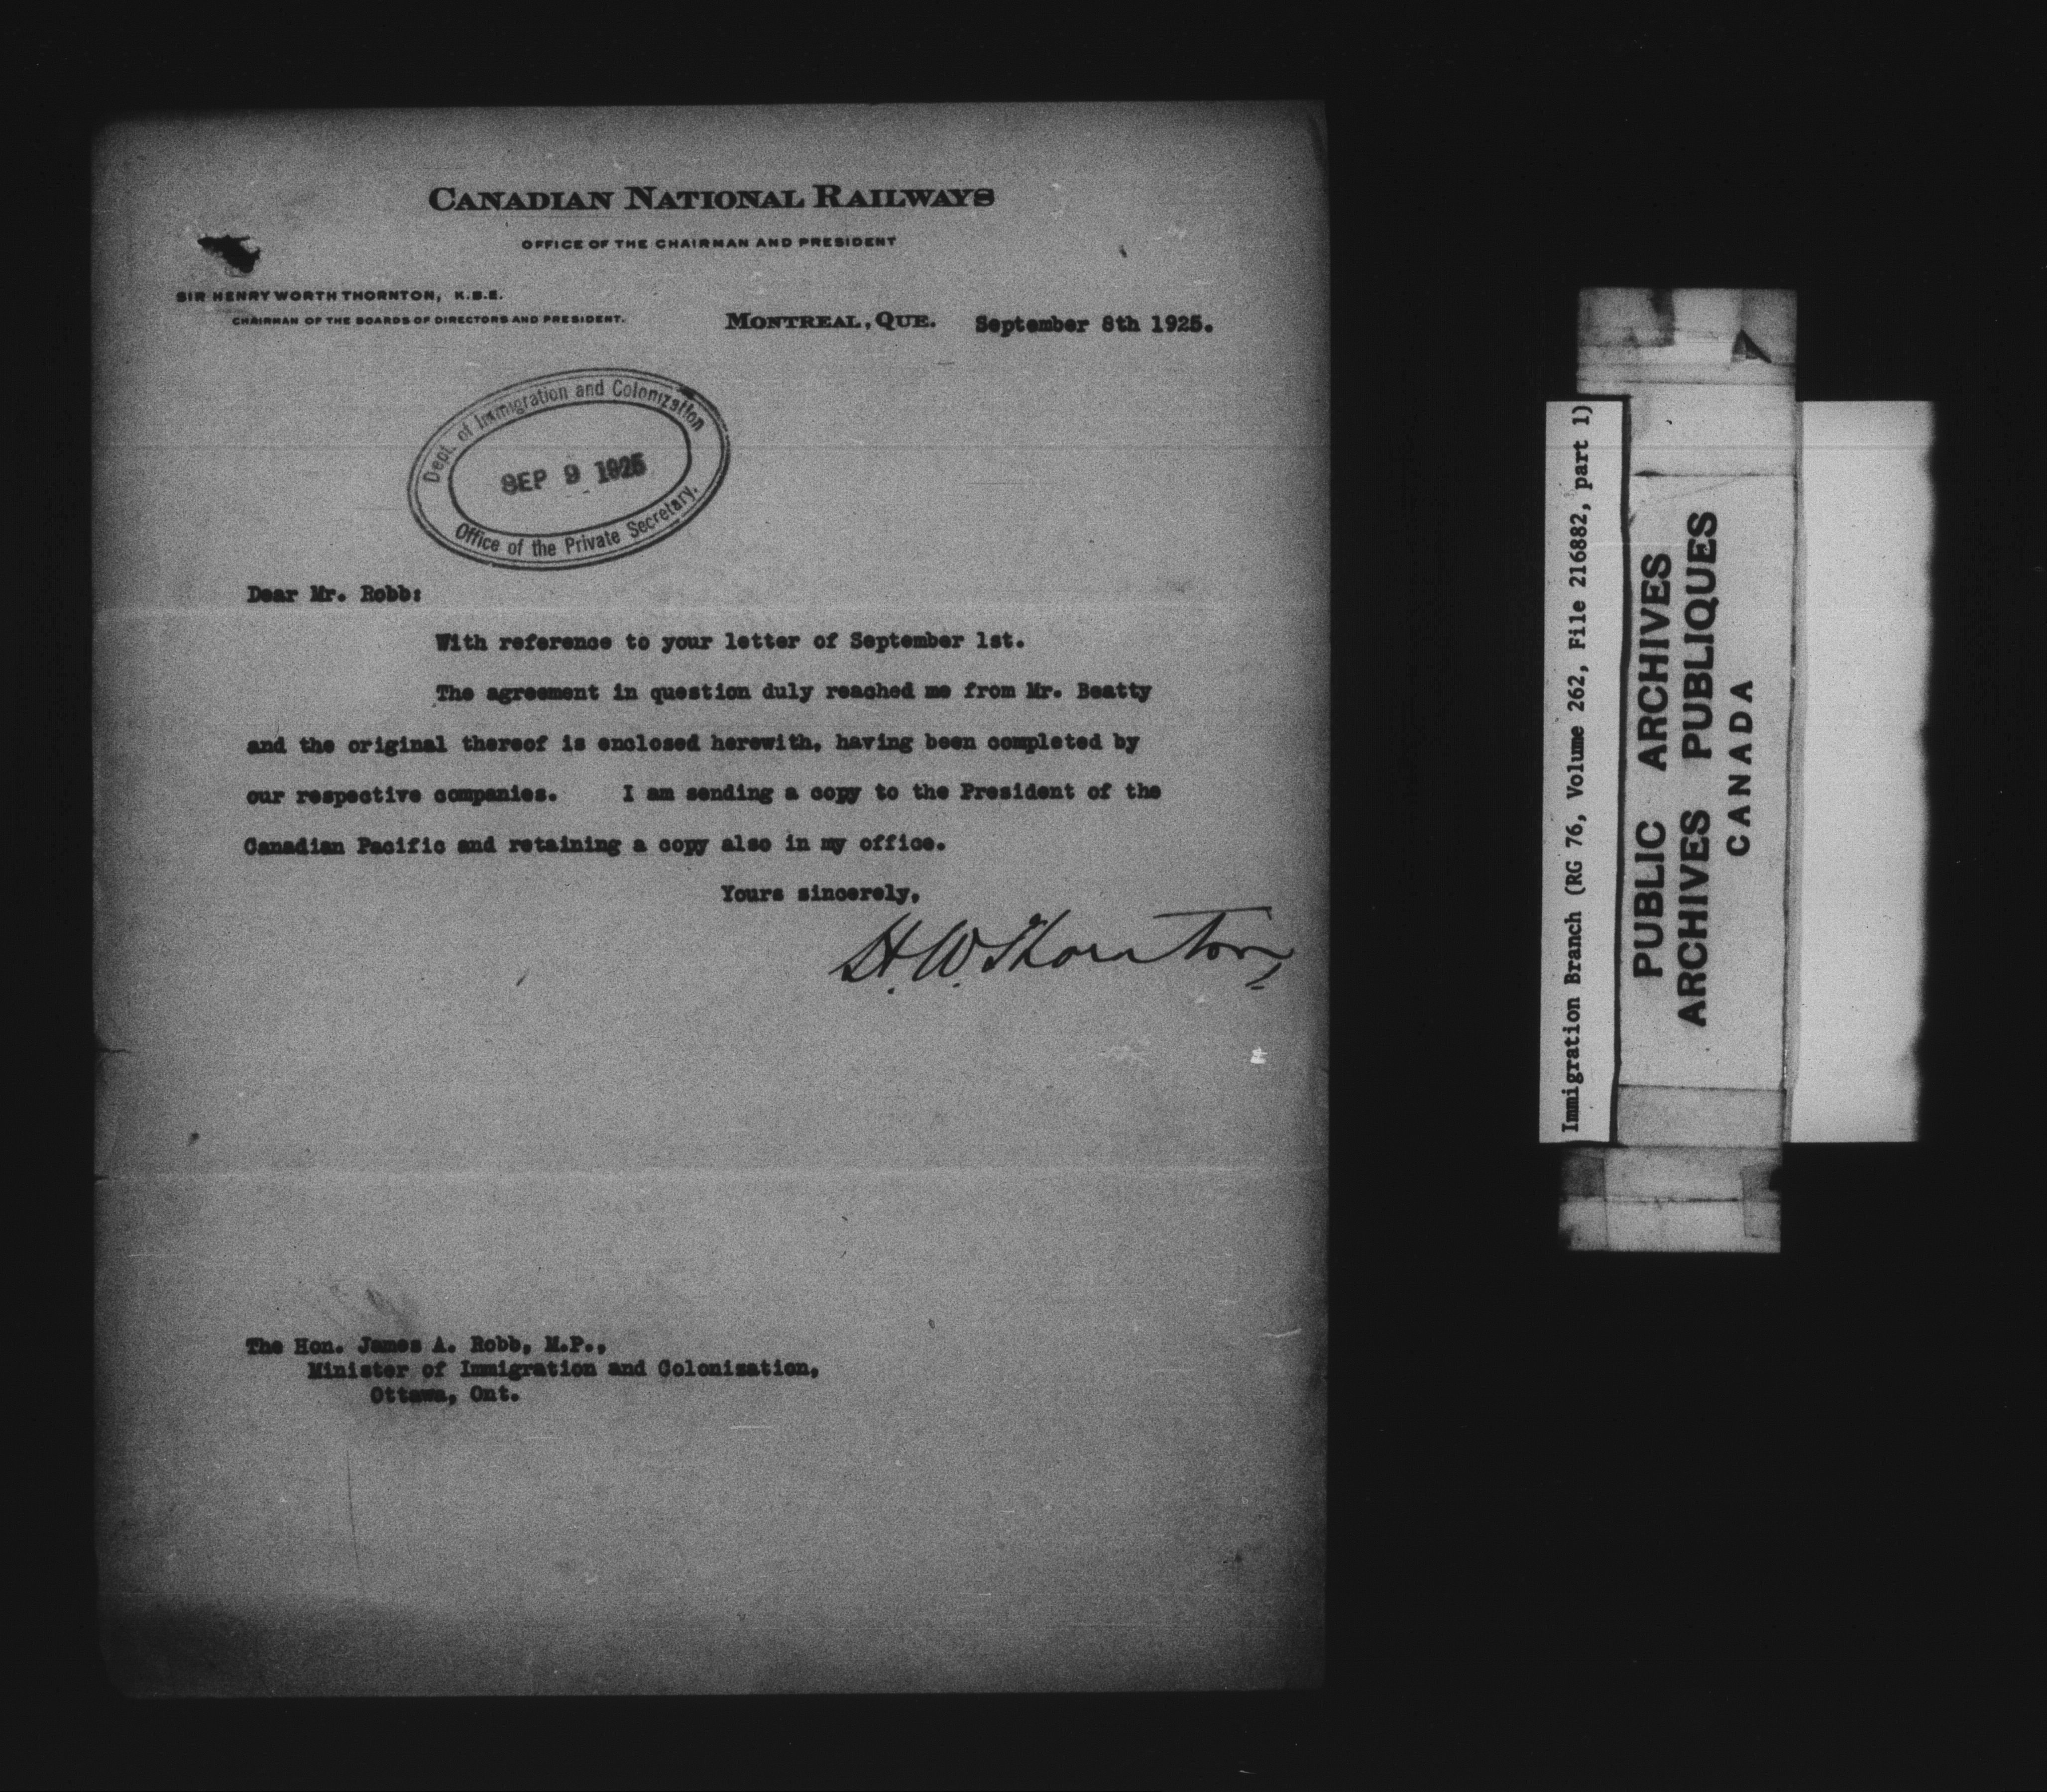 CANADIAN NATIONAL RAILWAYS
OFFICE OF THE CHAIRMAN AND PRESIDENT
SIR HENRY WORTH THORNTON, K.B.E.
CHAIRMAN OF THE BOARDS OF DIRECTORS AND PRESIDENT.
MONTREAL, QUE. September 8th 1925.
Dept. of Immigration and Colonization
SEP 9 1925
Office of the Private Secretary.
Dear Mr. Robb:
With reference to your letter of September 1st.
The agreement in question duly reached me from Mr. Beatty
and the original thereof is enclosed herewith, having been completed by
our respective companies. I am sending a copy to the President of the
Canadian Pacific and retaining a copy also in my office.
Yours sincerely,
H. W. Thornton
The Hon. James A. Robb, M.P.,
Minister of Immigration and Colonization,
Ottawa, Ont.
Immigration Branch (RG 76, Volume 262, File 216882, part 1)
PUBLIC ARCHIVES
ARCHIVES PUBLIQUES
CANADA